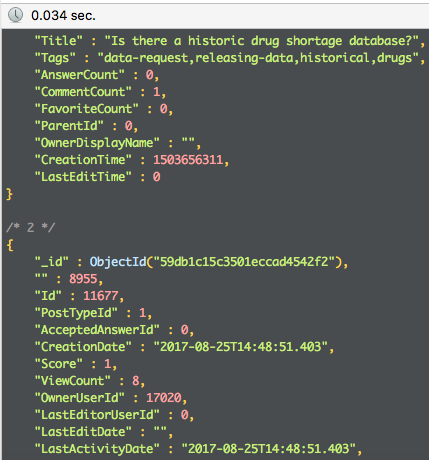 0.034 sec.
"Title" : "Is there a historic drug shortage database?",
"Tags" : "data-request,releasing-data,historical,drugs",
"AnswerCount" : 0,
"CommentCount" : 1,
"FavoriteCount" : 0,
"ParentId" : 0,
"OwnerDisplayName" : "",
"CreationTime" : 1503656311,
"LastEditTime" : 0
}
/* 2 */
{
"_id" : ObjectId("59db1c15c3501eccad4542f2"),
"" : 8955,
"Id" : 11677,
"PostTypeId" : 1,
"AcceptedAnswerId" : 0,
"CreationDate" : "2017-08-25T14:48:51.403",
"Score" : 1,
"ViewCount" : 8,
"OwnerUserId" : 17020,
"LastEditorUserId" : 0,
"LastEditDate" : "",
"LastActivityDate" : "2017-08-25T14:48:51.403",